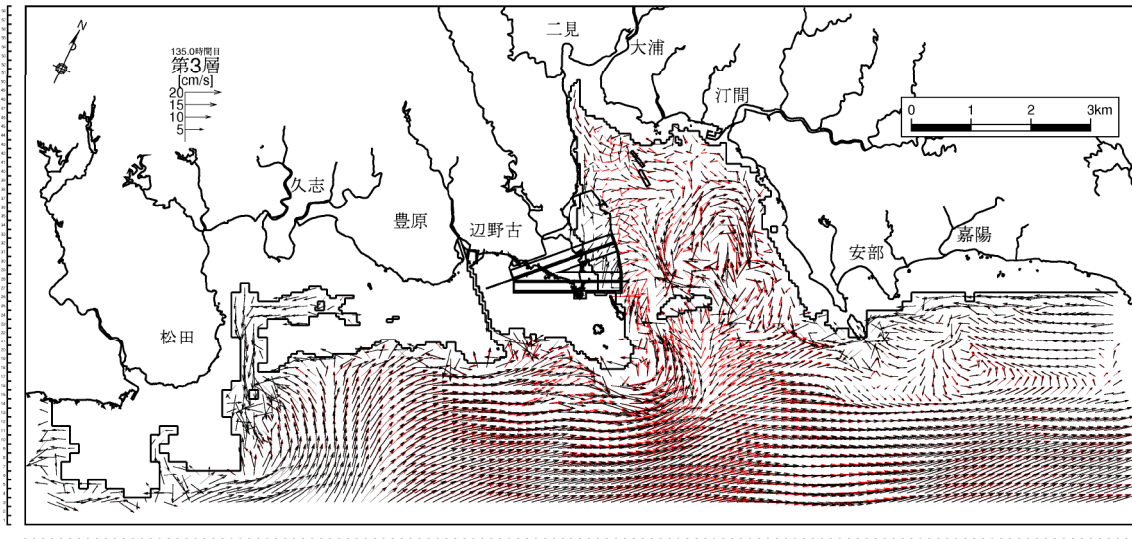 N
135.0時間目
第3層
[cm/s]
20
15
10
5
二見
大浦
汀間
0 1 2 3km
久志
豊原
辺野古
安部
嘉陽
松田